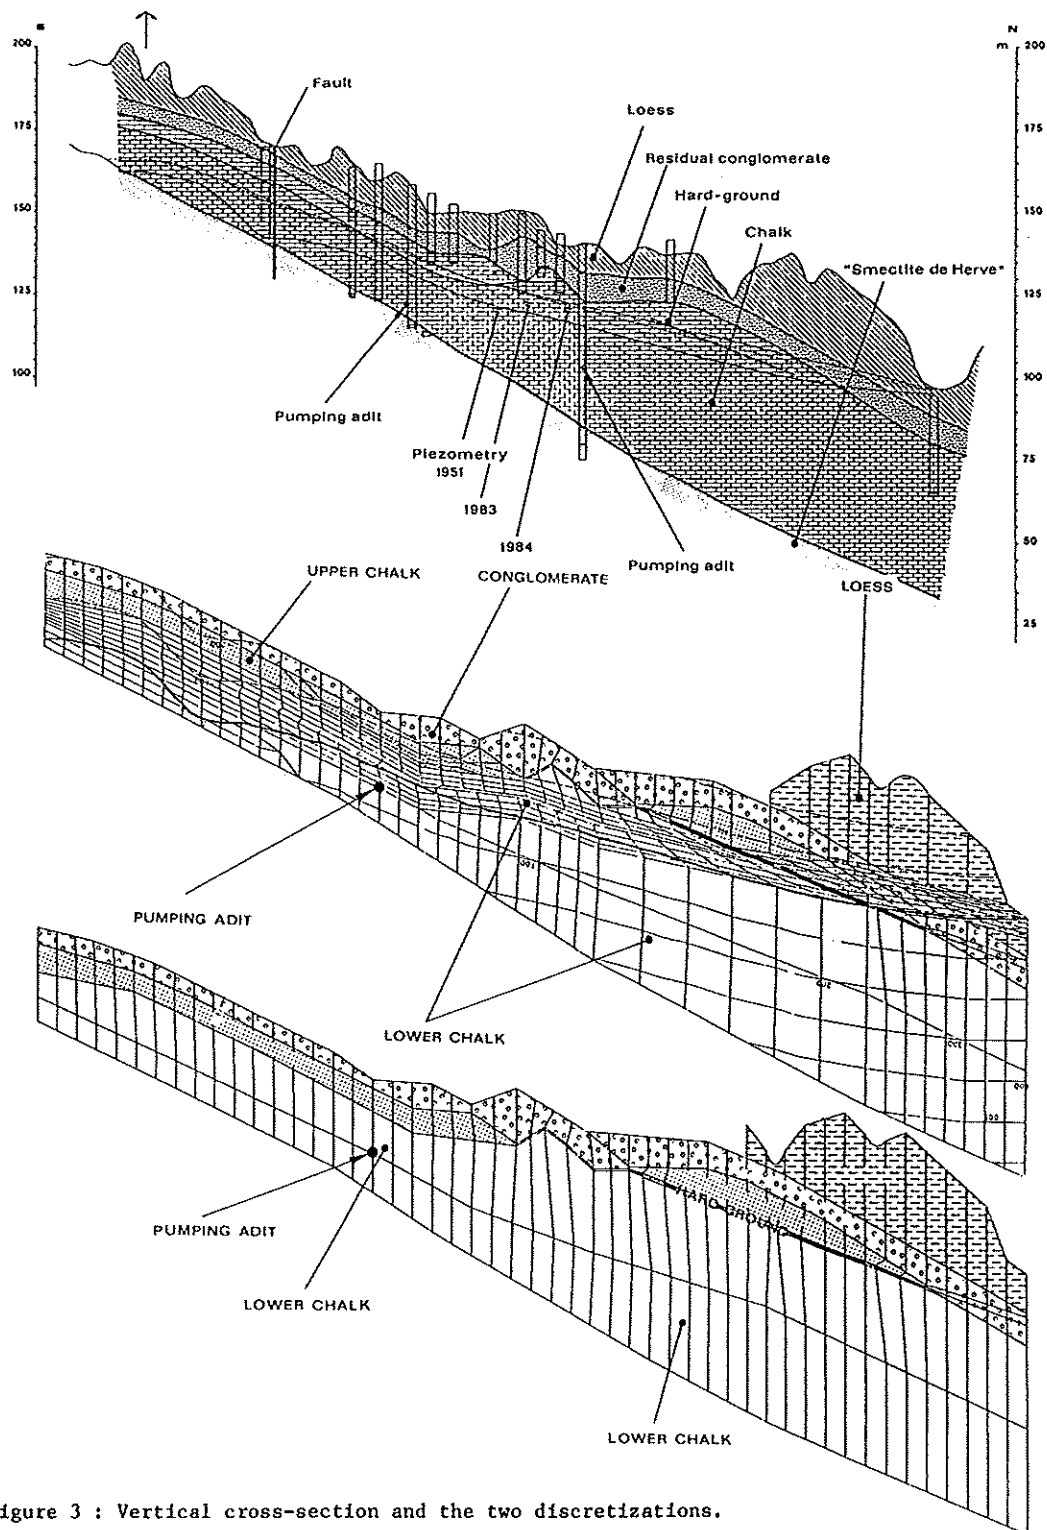 N
m
200
200
Fault
Loess
175
175
Residual conglomerate
Hard-ground
150
150
Chalk
"Smectite de Herve"
125
125
100
100
Pumping adit
Piezometry
1951
75
1983
1984
50
Pumping adit
UPPER CHALK
CONGLOMERATE
LOESS
25
PUMPING ADIT
LOWER CHALK
HARD GROUND
PUMPING ADIT
LOWER CHALK
LOWER CHALK
igure 3 : Vertical cross-section and the two discretizations.